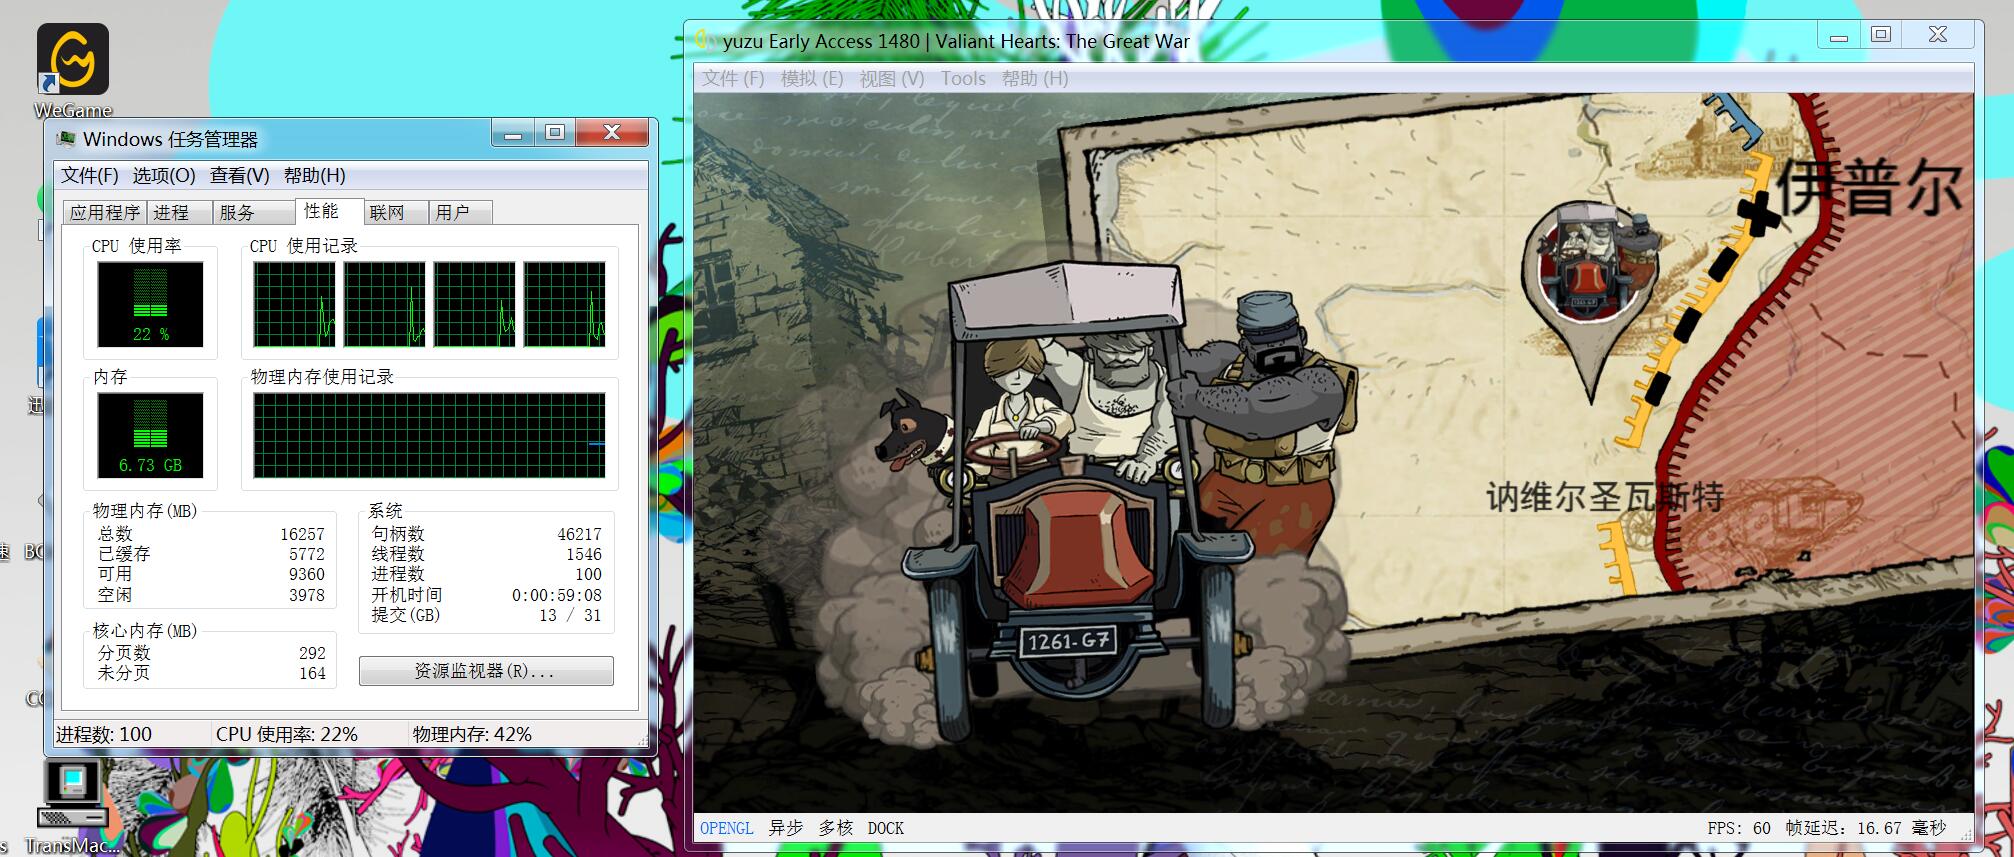 WeGame
Windows 任务管理器
文件(F) 选项(O) 查看(V) 帮助(H)
应用程序 进程 服务 性能 联网 用户
CPU 使用率
CPU 使用记录
22 %
内存
物理内存使用记录
6.73 GB
物理内存(MB)
总数 16257
已缓存 5772
可用 9360
空闲 3978
系统
句柄数 46217
线程数 1546
进程数 100
开机时间 0:00:59:08
提交(GB) 13 / 31
核心内存(MB)
分页数 292
未分页 164
资源监视器(R)...
进程数: 100 CPU 使用率: 22% 物理内存: 42%
TransMac...
yuzu Early Access 1480 | Valiant Hearts: The Great War
文件 (F) 模拟 (E) 视图 (V) Tools 帮助 (H)
伊普尔
讷维尔圣瓦斯特
1261-G7
OPENGL 异步 多核 DOCK
FPS: 60 帧延迟: 16.67 毫秒